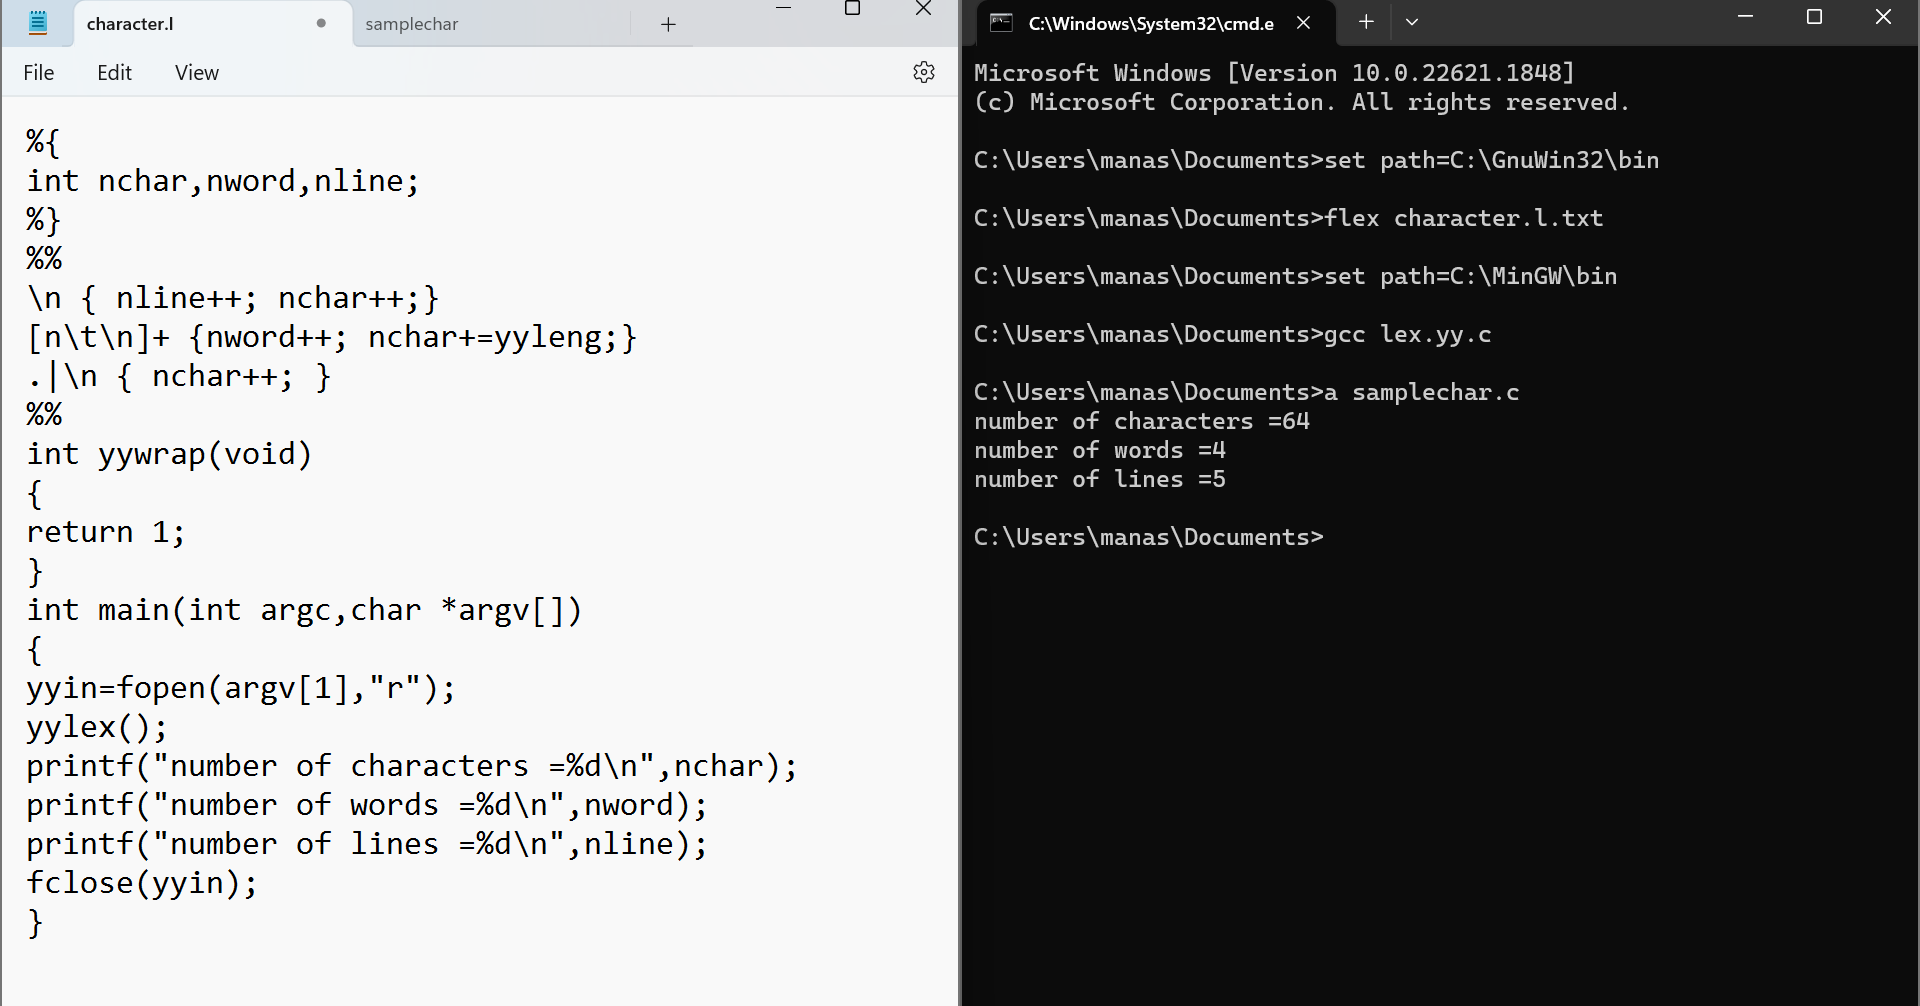 character.l
samplechar
File Edit View
%{
int nchar,nword,nline;
%}
%%
\n { nline++; nchar++;}
[n\t\n]+ {nword++; nchar+=yyleng;}
.|\n { nchar++; }
%%
int yywrap(void)
{
return 1;
}
int main(int argc,char *argv[])
{
yyin=fopen(argv[1],"r");
yylex();
printf("number of characters =%d\n",nchar);
printf("number of words =%d\n",nword);
printf("number of lines =%d\n",nline);
fclose(yyin);
}
C:\Windows\System32\cmd.e
Microsoft Windows [Version 10.0.22621.1848]
(c) Microsoft Corporation. All rights reserved.
C:\Users\manas\Documents>set path=C:\GnuWin32\bin
C:\Users\manas\Documents>flex character.l.txt
C:\Users\manas\Documents>set path=C:\MinGW\bin
C:\Users\manas\Documents>gcc lex.yy.c
C:\Users\manas\Documents>a samplechar.c
number of characters =64
number of words =4
number of lines =5
C:\Users\manas\Documents>